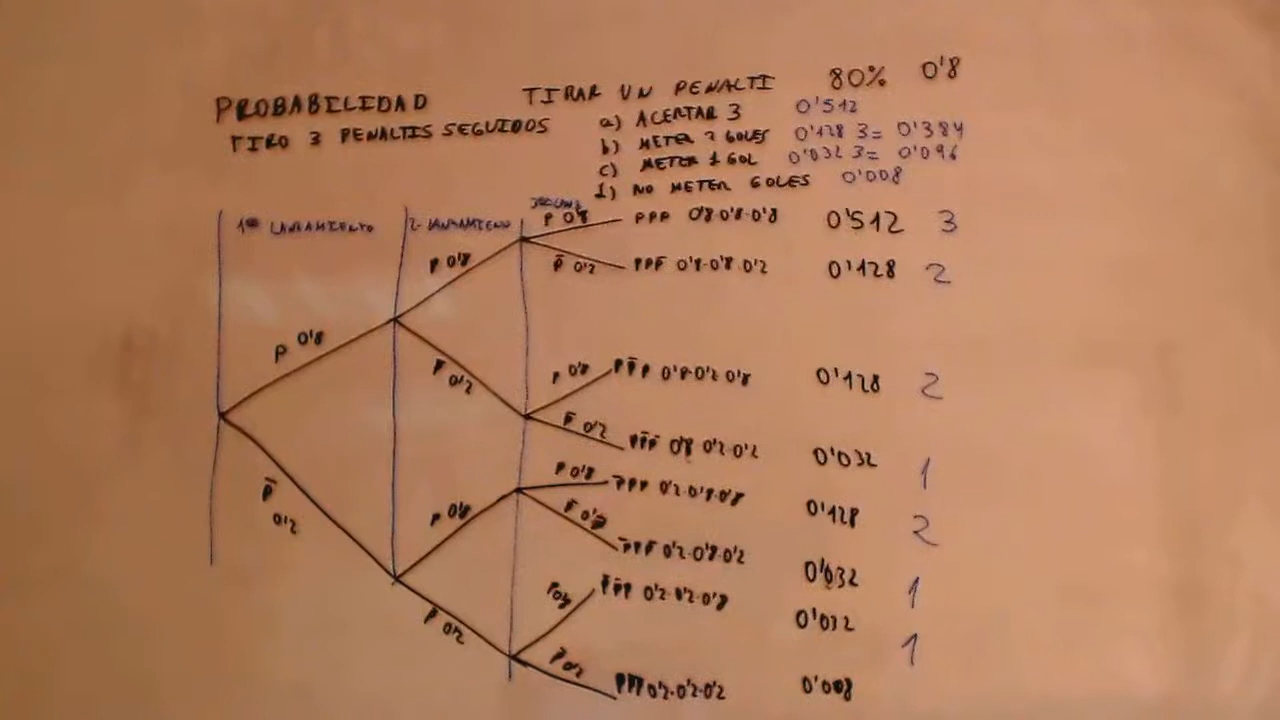 PROBABILIDAD
TIRO 3 PENALTIS SEGUIDOS
TIRAR UN PENALTI 80% 0'8
a) ACERTAR 3 0'512
b) METER 2 GOLES 0'128 3= 0'384
c) METER 1 GOL 0'032 3= 0'096
d) NO METER GOLES 0'008
1er LANZAMIENTO
P 0'8
P̅ 0'2
P 0'8
P̅ 0'2
P 0'8
P̅ 0'2
P 0'8 PPP 0'8·0'8·0'8 0'512 3
P̅ 0'2 PPP̅ 0'8·0'8·0'2 0'128 2
P 0'8 PP̅P 0'8·0'2·0'8 0'128 2
P̅ 0'2 PP̅P̅ 0'8·0'2·0'2 0'032 1
P 0'8 P̅PP 0'2·0'8·0'8 0'128 2
P̅ 0'2 P̅PP̅ 0'2·0'8·0'2 0'032 1
P 0'8 P̅P̅P 0'2·0'2·0'8 0'032 1
P̅ 0'2 P̅P̅P̅ 0'2·0'2·0'2 0'008